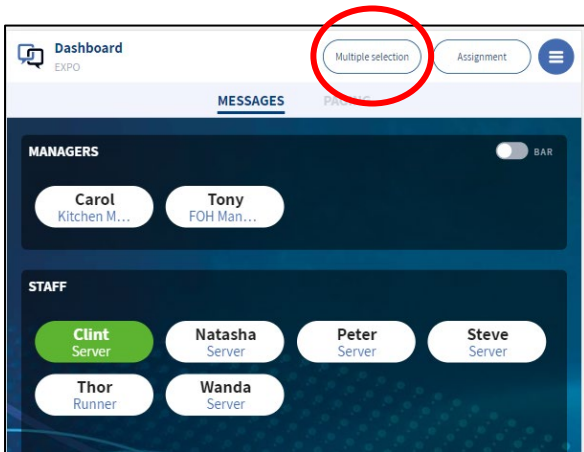 Dashboard
EXPO
Multiple selection
Assignment
MESSAGES PAGING
MANAGERS
BAR
Carol Tony
Kitchen M... FOH Man...
STAFF
Clint Natasha Peter Steve
Server Server Server Server
Thor Wanda
Runner Server